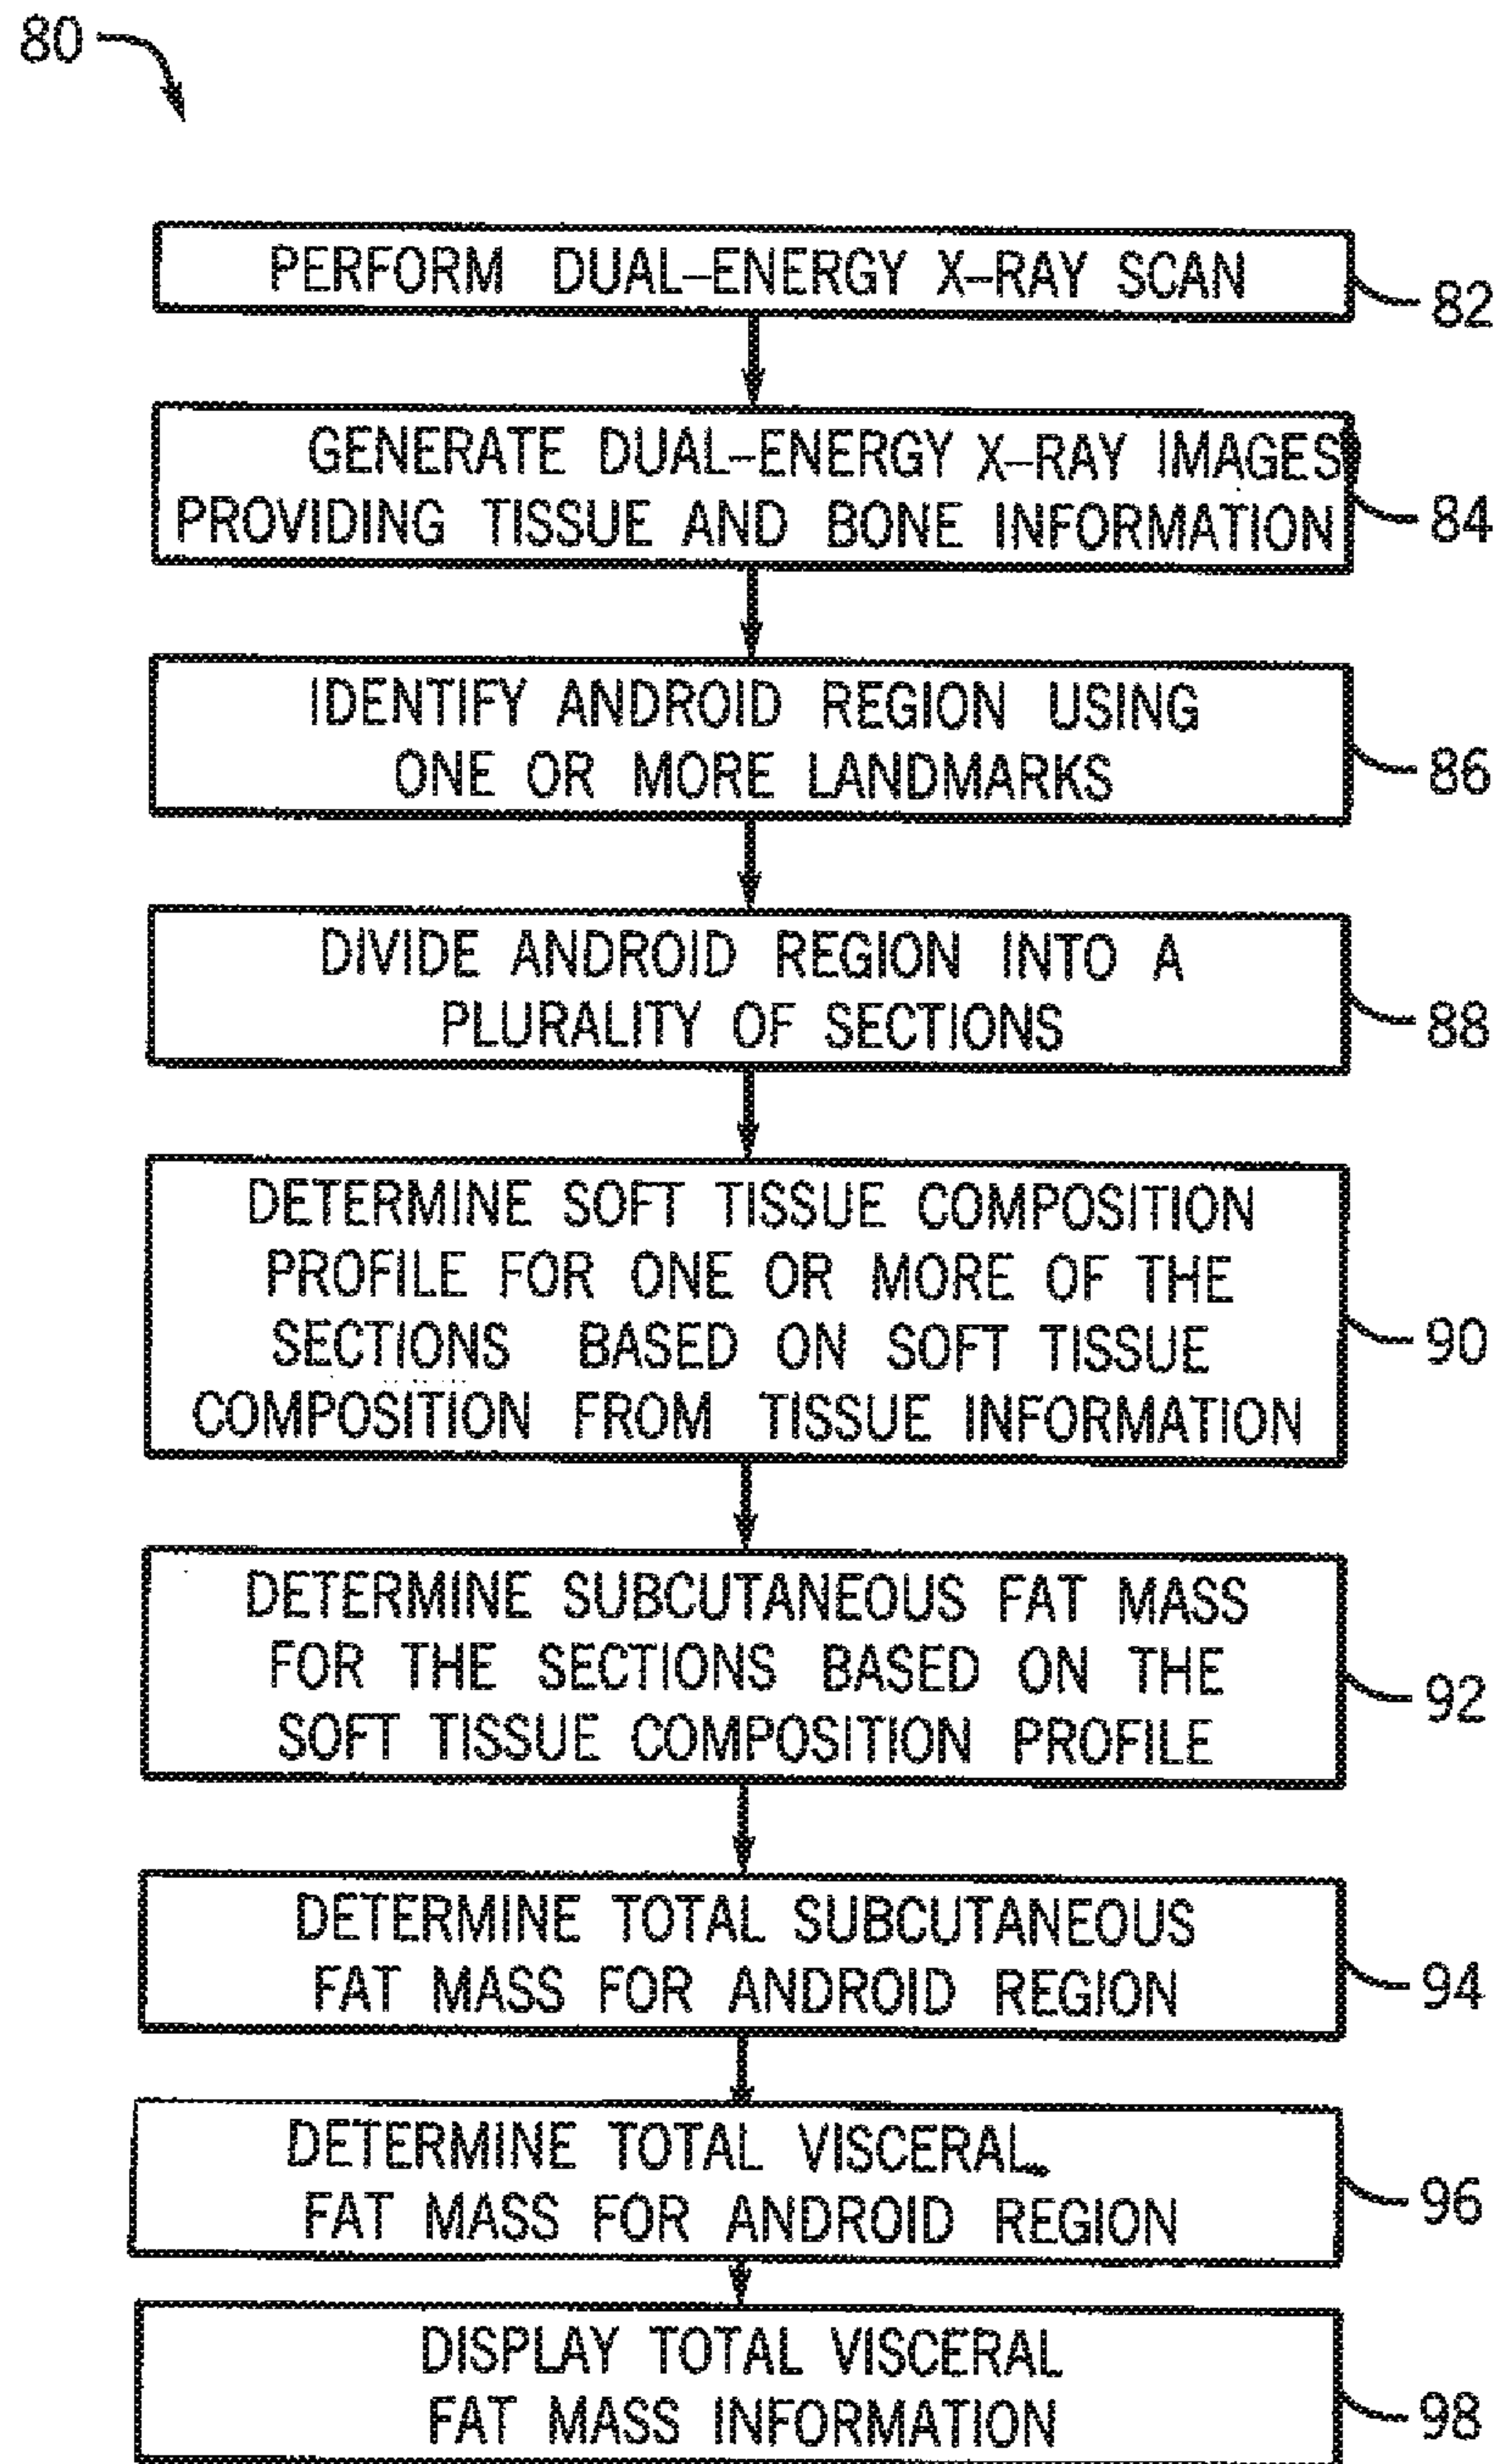 80
PERFORM DUAL-ENERGY X-RAY SCAN
82
GENERATE DUAL-ENERGY X-RAY IMAGES
PROVIDING TISSUE AND BONE INFORMATION
84
IDENTIFY ANDROID REGION USING
ONE OR MORE LANDMARKS
86
DIVIDE ANDROID REGION INTO A
PLURALITY OF SECTIONS
88
DETERMINE SOFT TISSUE COMPOSITION
PROFILE FOR ONE OR MORE OF THE
SECTIONS BASED ON SOFT TISSUE
COMPOSITION FROM TISSUE INFORMATION
90
DETERMINE SUBCUTANEOUS FAT MASS
FOR THE SECTIONS BASED ON THE
SOFT TISSUE COMPOSITION PROFILE
92
DETERMINE TOTAL SUBCUTANEOUS
FAT MASS FOR ANDROID REGION
94
DETERMINE TOTAL VISCERAL
FAT MASS FOR ANDROID REGION
96
DISPLAY TOTAL VISCERAL
FAT MASS INFORMATION
98